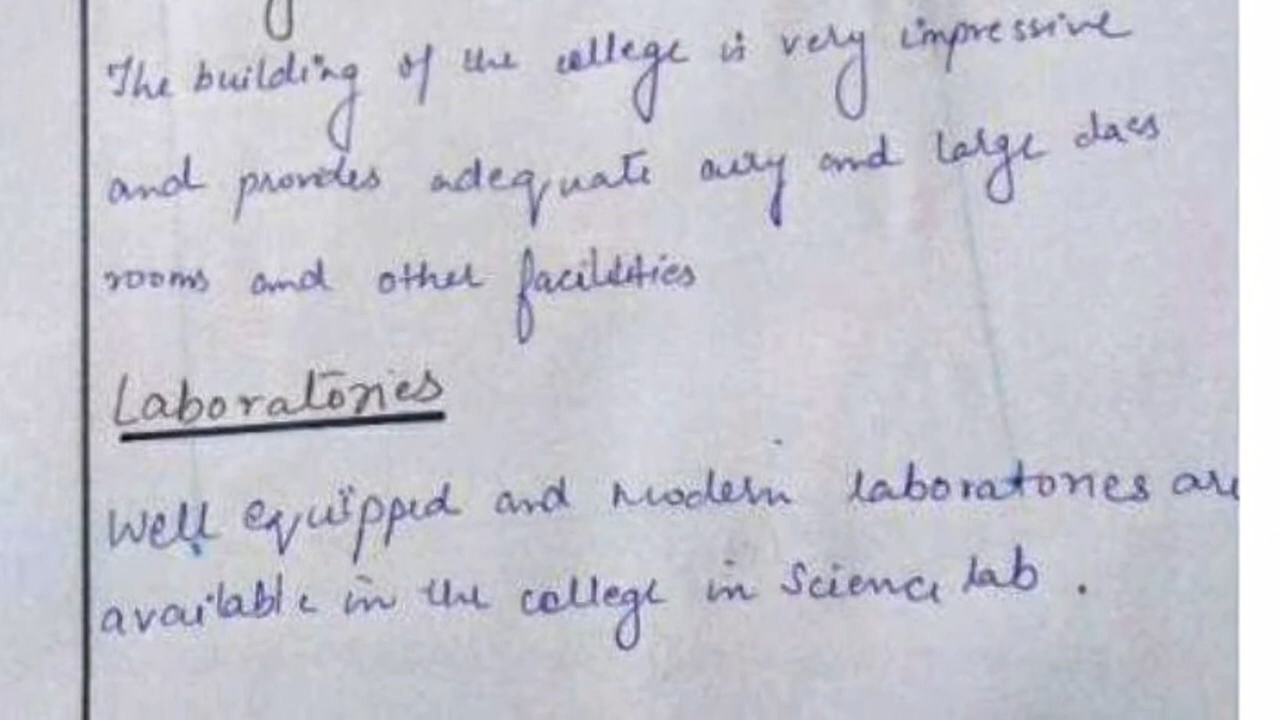 The building of the college is very impressive
and provides adequate airy and large class
rooms and other facilities
Laboratories
Well equipped and modern laboratories are
available in the college in Science lab .